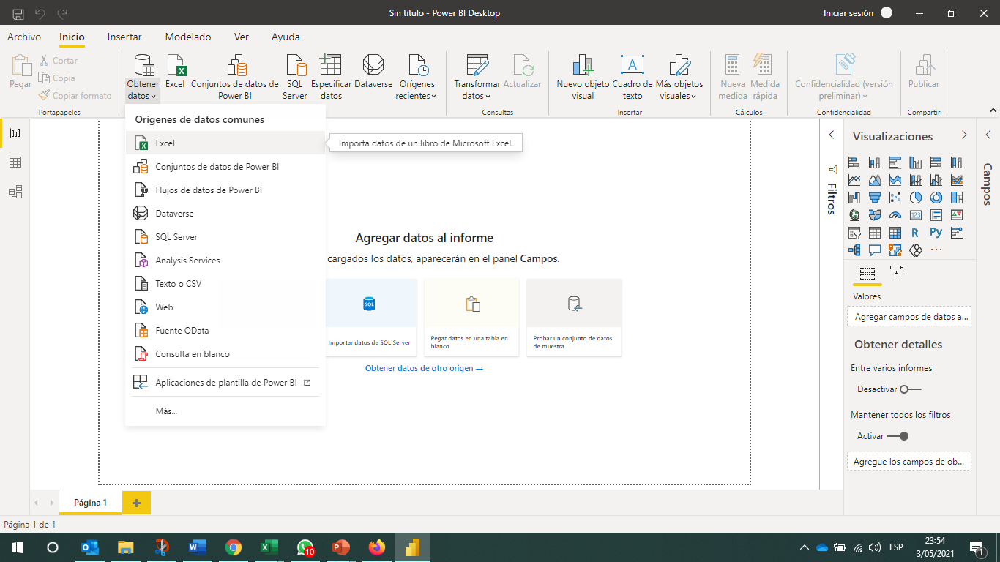 Sin título - Power BI Desktop
Iniciar sesión
Archivo
Inicio
Insertar
Modelado
Ver
Ayuda
Pegar
Cortar
Copia
Copiar formato
Portapapeles
Obtener
datos
Excel
Conjuntos de datos de
Power BI
SQL
Server
Especificar
datos
Dataverse
Orígenes
recientes
Transformar
datos
Actualizar
Consultas
Nuevo objeto
visual
Cuadro de
texto
Más objetos
visuales
Insertar
Nueva
medida
Medida
rápida
Cálculos
Confidencialidad (versión
preliminar)
Confidencialidad
Publicar
Compartir
Orígenes de datos comunes
Excel
Importa datos de un libro de Microsoft Excel.
Conjuntos de datos de Power BI
Flujos de datos de Power BI
Dataverse
SQL Server
Analysis Services
Texto o CSV
Web
Fuente OData
Consulta en blanco
Aplicaciones de plantilla de Power BI
Más...
Agregar datos al informe
cargados los datos, aparecerán en el panel Campos.
SQL
Importar datos de SQL Server
Pegar datos en una tabla en
blanco
Probar un conjunto de datos
de muestra
Obtener datos de otro origen →
Filtros
Visualizaciones
123
R
Py
...
Valores
Agregar campos de datos a...
Obtener detalles
Entre varios informes
Desactivar
Mantener todos los filtros
Activar
Agregue los campos de ob...
Campos
Página 1
Página 1 de 1
10
ESP
23:54
3/05/2021
1